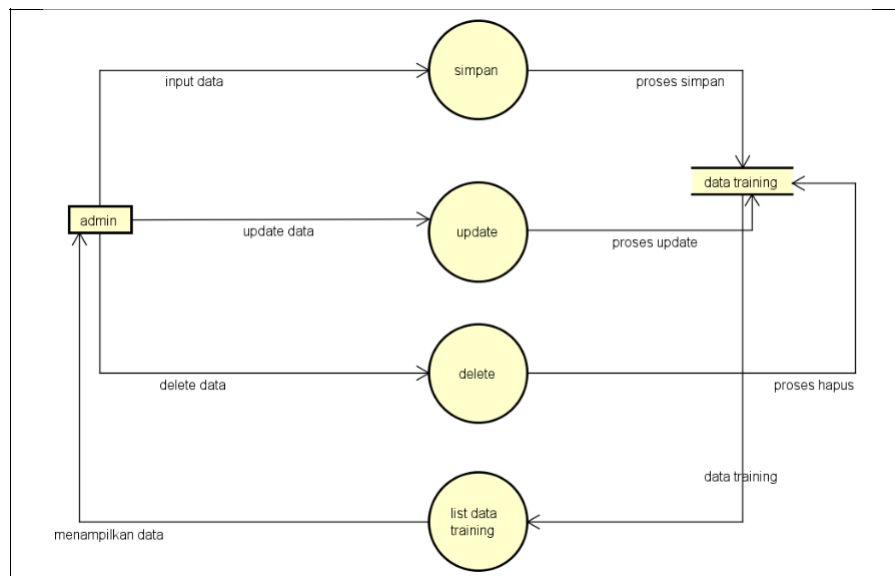 simpan
input data
proses simpan
data training
admin
update data
update
proses update
delete
delete data
proses hapus
data training
list data
training
menampilkan data